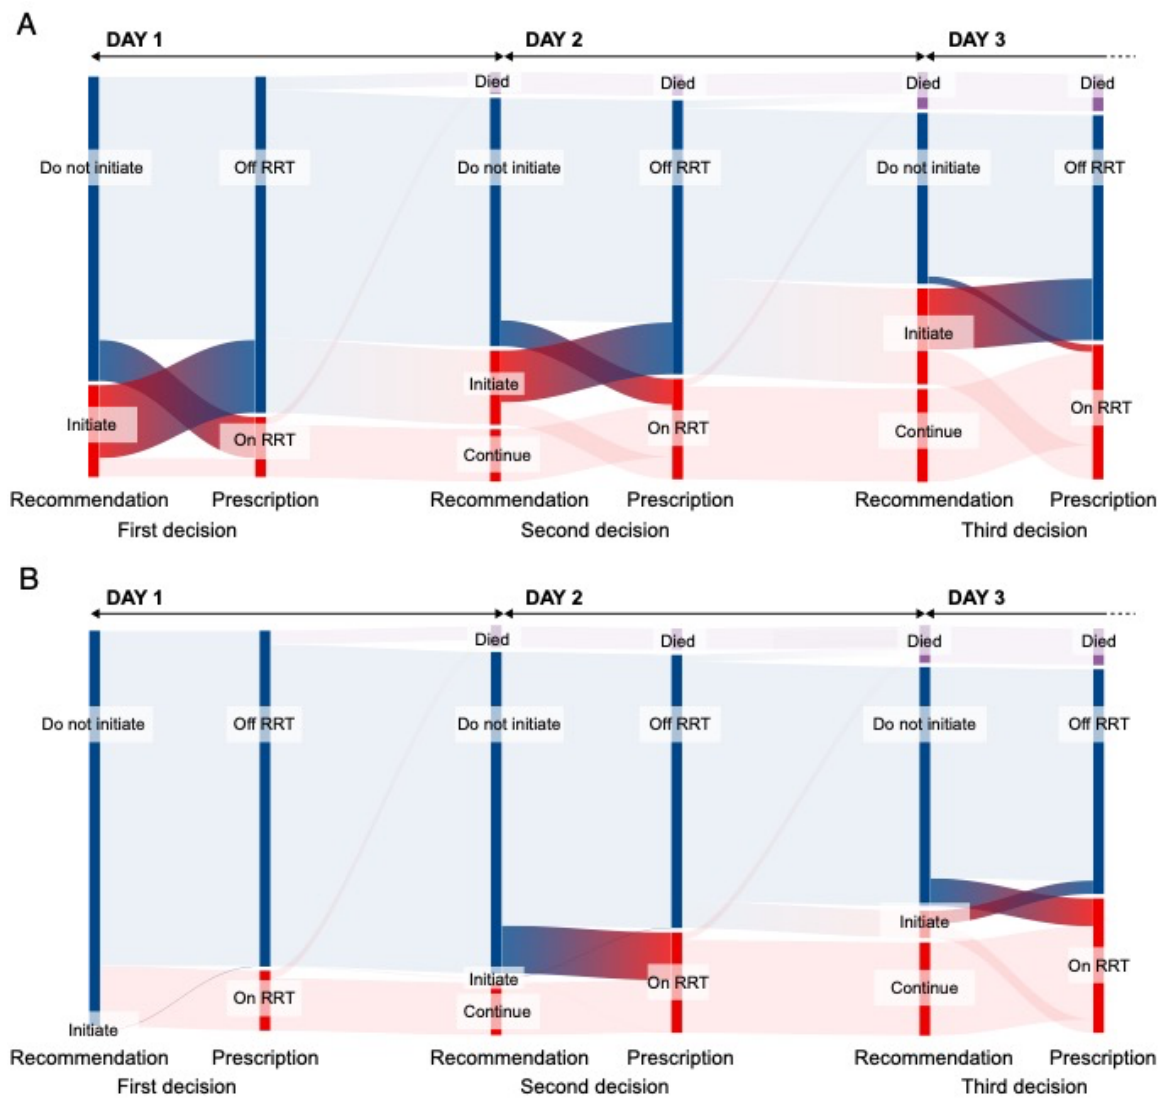 A
DAY 1 DAY 2 DAY 3
Died Died Died Died
Do not initiate Off RRT Do not initiate Off RRT Do not initiate Off RRT
Initiate
Initiate
On RRT
Initiate On RRT On RRT
Continue
Continue
Recommendation Prescription Recommendation Prescription Recommendation Prescription
First decision Second decision Third decision
B
DAY 1 DAY 2 DAY 3
Died Died Died Died
Do not initiate Off RRT Do not initiate Off RRT Do not initiate Off RRT
Initiate
On RRT
Initiate On RRT
Continue
On RRT
Continue
Initiate
Recommendation Prescription Recommendation Prescription Recommendation Prescription
First decision Second decision Third decision